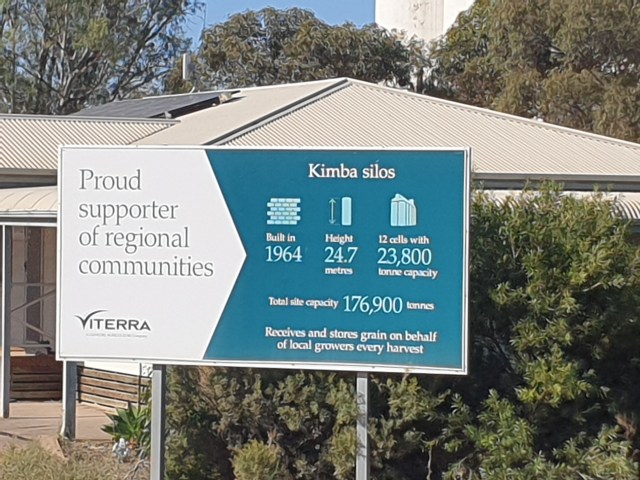 Proud
supporter
of regional
communities
VITERRA
Kimba silos
Built in
1964
Height
24.7
metres
12 cells with
23,800
tonne capacity
Total site capacity 176,900 tonnes
Receives and stores grain on behalf
of local growers every harvest